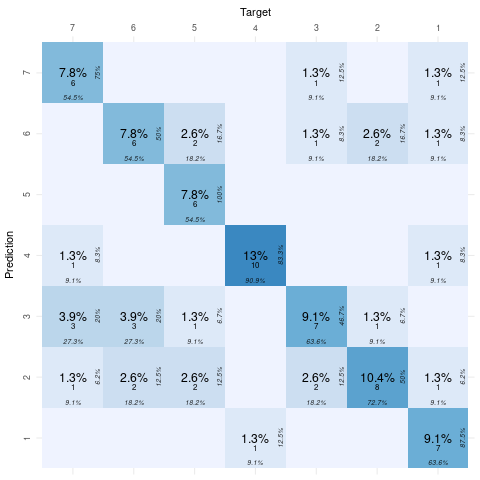 Target
7 6 5 4 3 2 1
Prediction
7
7.8% 75% 1.3% 12.5% 1.3% 12.5%
6 1 1
54.5% 9.1% 9.1%
6
7.8% 50% 2.6% 16.7% 1.3% 8.3% 2.6% 16.7% 1.3% 8.3%
6 2 1 2 1
54.5% 18.2% 9.1% 18.2% 9.1%
5
7.8% 100%
6
54.5%
4
1.3% 8.3% 13% 83.3% 1.3% 8.3%
1 10 1
9.1% 90.9% 9.1%
3
3.9% 20% 3.9% 20% 1.3% 6.7% 9.1% 46.7% 1.3% 6.7%
3 3 1 7 1
27.3% 27.3% 9.1% 63.6% 9.1%
2
1.3% 6.2% 2.6% 12.5% 2.6% 12.5% 2.6% 12.5% 10.4% 50% 1.3% 6.2%
1 2 2 2 8 1
9.1% 18.2% 18.2% 18.2% 72.7% 9.1%
1
1.3% 12.5% 9.1% 87.5%
1 7
9.1% 63.6%